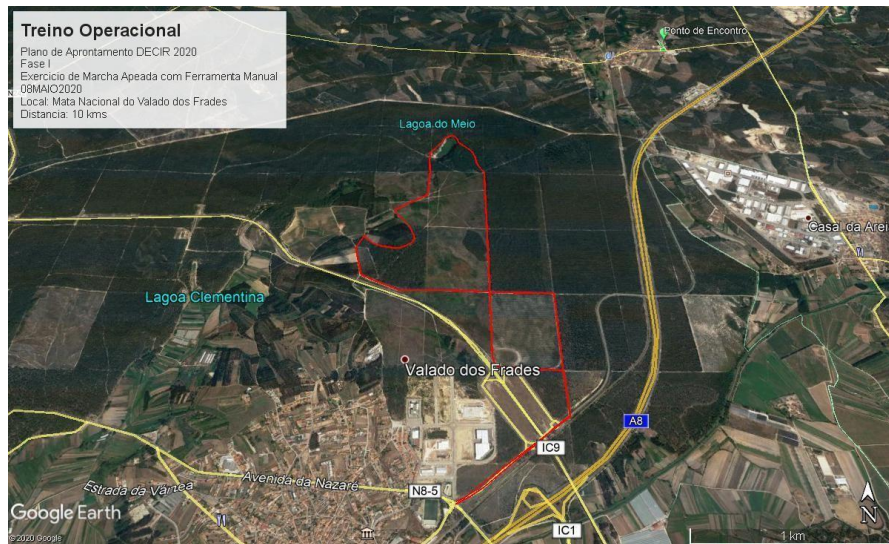 Treino Operacional
Plano de Aprontamento DECIR 2020
Fase I
Exercicio de Marcha Apeada com Ferramenta Manual
08MAIO2020
Local: Mata Nacional do Valado dos Frades
Distancia: 10 kms
Ponto de Encontro
Lagoa do Meio
Casa da Arei
Lagoa Clementina
Valado dos Frades
A8
IC9
Avenida da Nazaré
Estrada da Várzea
N8-5
IC1
Google Earth
©2020 Google
N
1 km